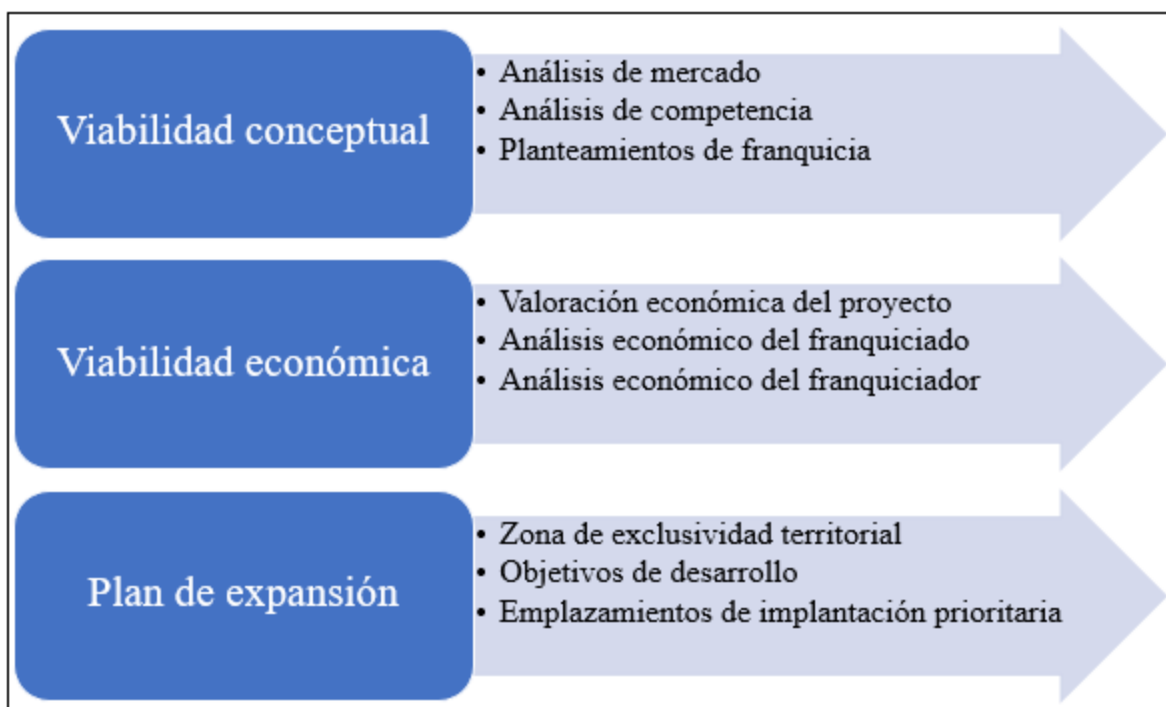 Viabilidad conceptual
• Análisis de mercado
• Análisis de competencia
• Planteamientos de franquicia
Viabilidad económica
• Valoración económica del proyecto
• Análisis económico del franquiciado
• Análisis económico del franquiciador
Plan de expansión
• Zona de exclusividad territorial
• Objetivos de desarrollo
• Emplazamientos de implantación prioritaria